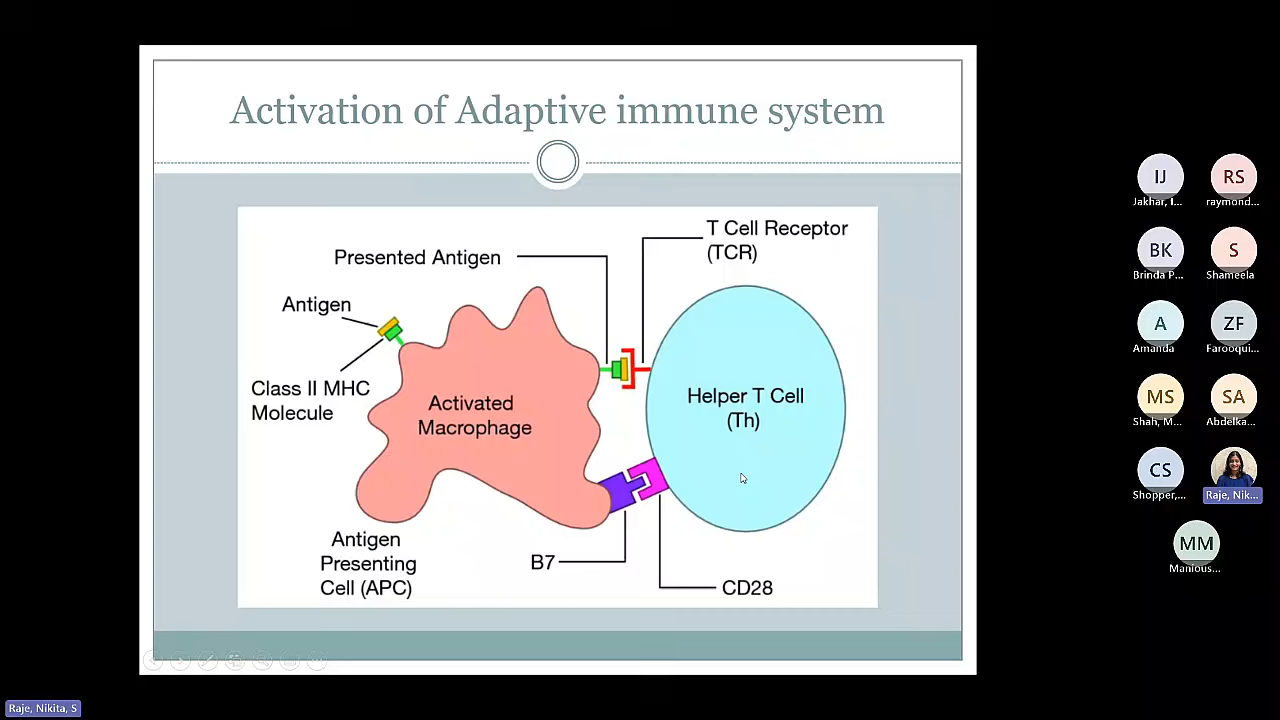 Activation of Adaptive immune system
T Cell Receptor
(TCR)
Presented Antigen
Antigen
Class II MHC
Molecule
Activated
Macrophage
Helper T Cell
(Th)
Antigen
Presenting
Cell (APC)
B7
CD28
IJ
Jakhar, I...
RS
raymond...
BK
Brinda P...
S
Shameela
A
Amanda
ZF
Farooqui...
MS
Shah, M...
SA
Abdelka...
CS
Shopper,...
Raje, Nik...
MM
Manious...
Raje, Nikita, S